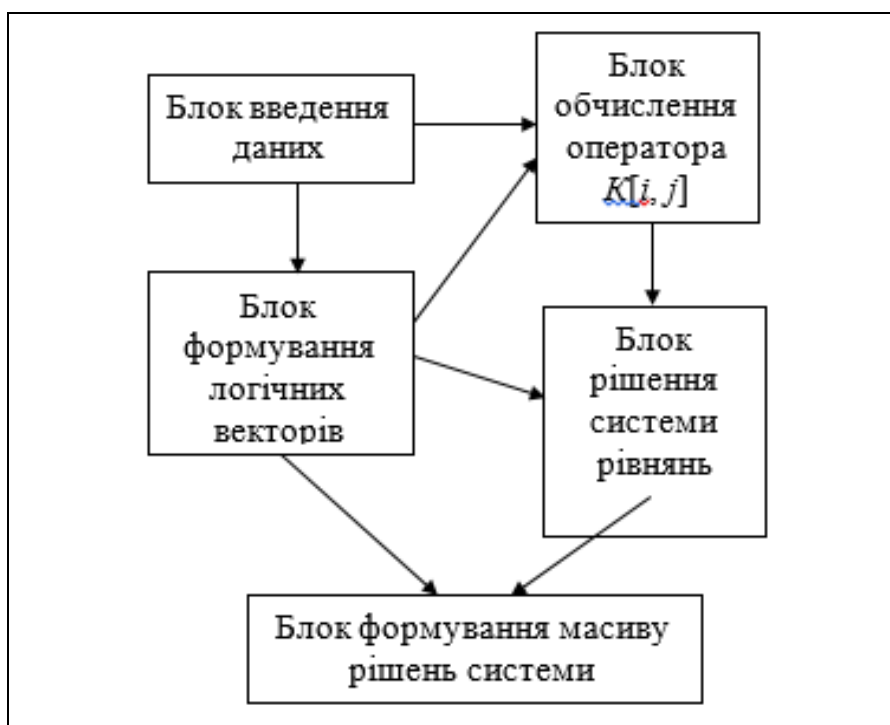 Блок введення
даних
Блок
обчислення
оператора
K[i, j]
Блок
формування
логічних
векторів
Блок
рішення
системи
рівнянь
Блок формування масиву
рішень системи